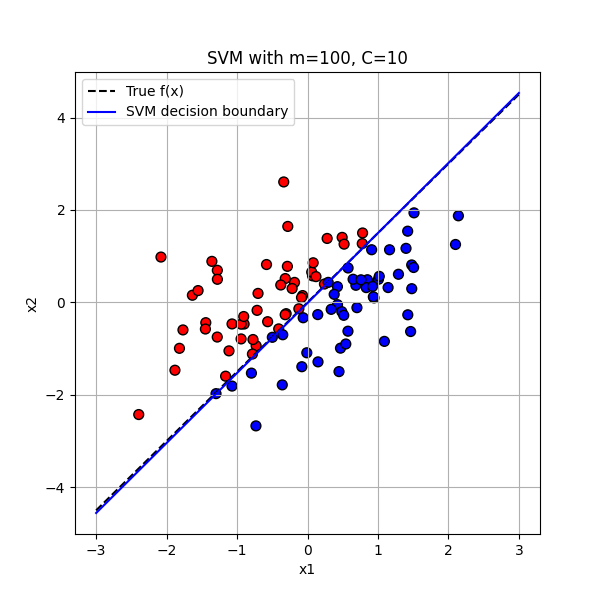 SVM with m=100, C=10
True f(x)
SVM decision boundary
x2
4
2
0
−2
−4
−3
−2
−1
0
1
2
3
x1